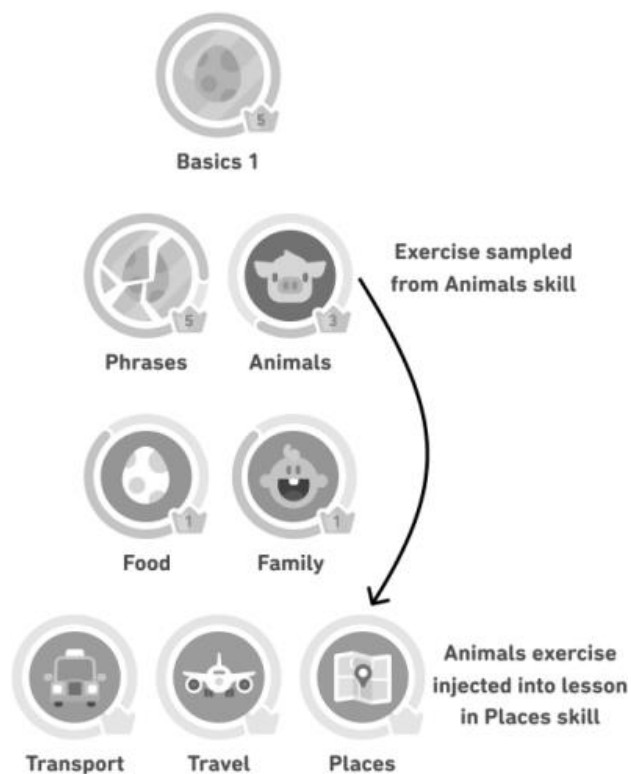 5
Basics 1
Exercise sampled
from Animals skill
5
3
Phrases
Animals
1
1
Food
Family
Animals exercise
injected into lesson
in Places skill
Transport
Travel
Places